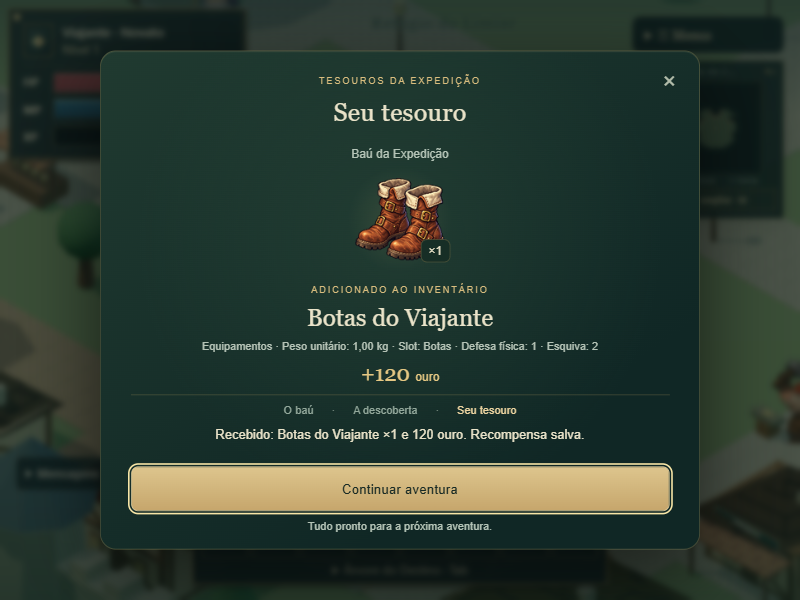 TESOUROS DA EXPEDIÇÃO
Seu tesouro
Baú da Expedição
×1
ADICIONADO AO INVENTÁRIO
Botas do Viajante
Equipamentos · Peso unitário: 1,00 kg · Slot: Botas · Defesa física: 1 · Esquiva: 2
+120 ouro
O baú · A descoberta · Seu tesouro
Recebido: Botas do Viajante ×1 e 120 ouro. Recompensa salva.
Continuar aventura
Tudo pronto para a próxima aventura.